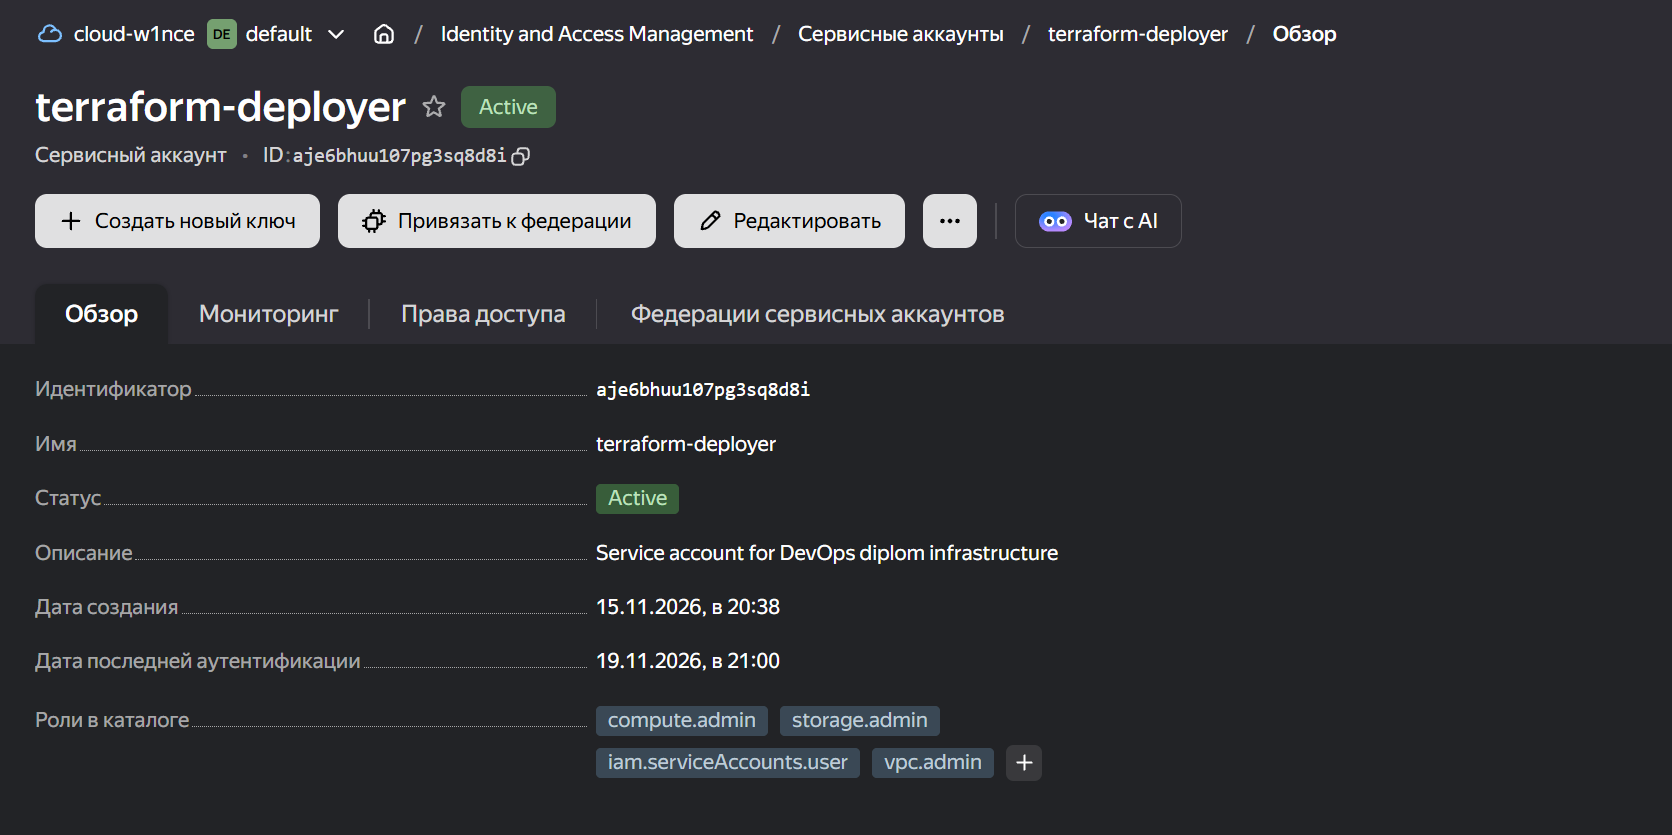 cloud-w1nce DE default / Identity and Access Management / Сервисные аккаунты / terraform-deployer / Обзор
terraform-deployer Active
Сервисный аккаунт • ID: aje6bhuu107pg3sq8d8i
Создать новый ключ Привязать к федерации Редактировать ••• Чат с AI
Обзор Мониторинг Права доступа Федерации сервисных аккаунтов
Идентификатор aje6bhuu107pg3sq8d8i
Имя terraform-deployer
Статус Active
Описание Service account for DevOps diplom infrastructure
Дата создания 15.11.2026, в 20:38
Дата последней аутентификации 19.11.2026, в 21:00
Роли в каталоге compute.admin storage.admin
iam.serviceAccounts.user vpc.admin +